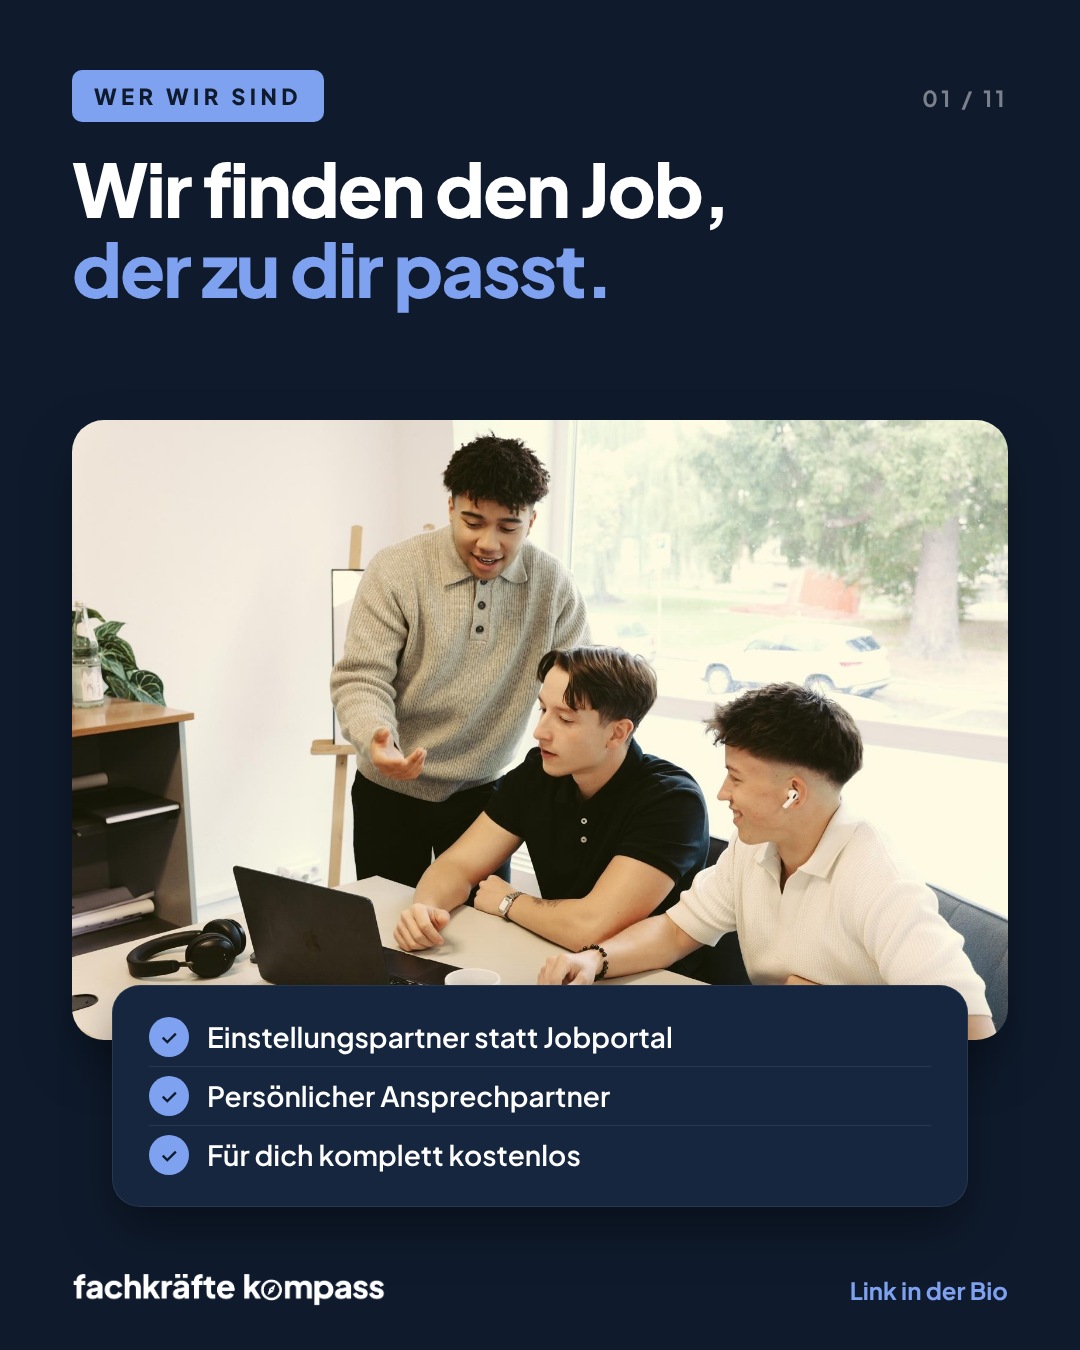 WER WIR SIND
01 / 11
Wir finden den Job,
der zu dir passt.
Einstellungspartner statt Jobportal
Persönlicher Ansprechpartner
Für dich komplett kostenlos
fachkräfte kompass
Link in der Bio